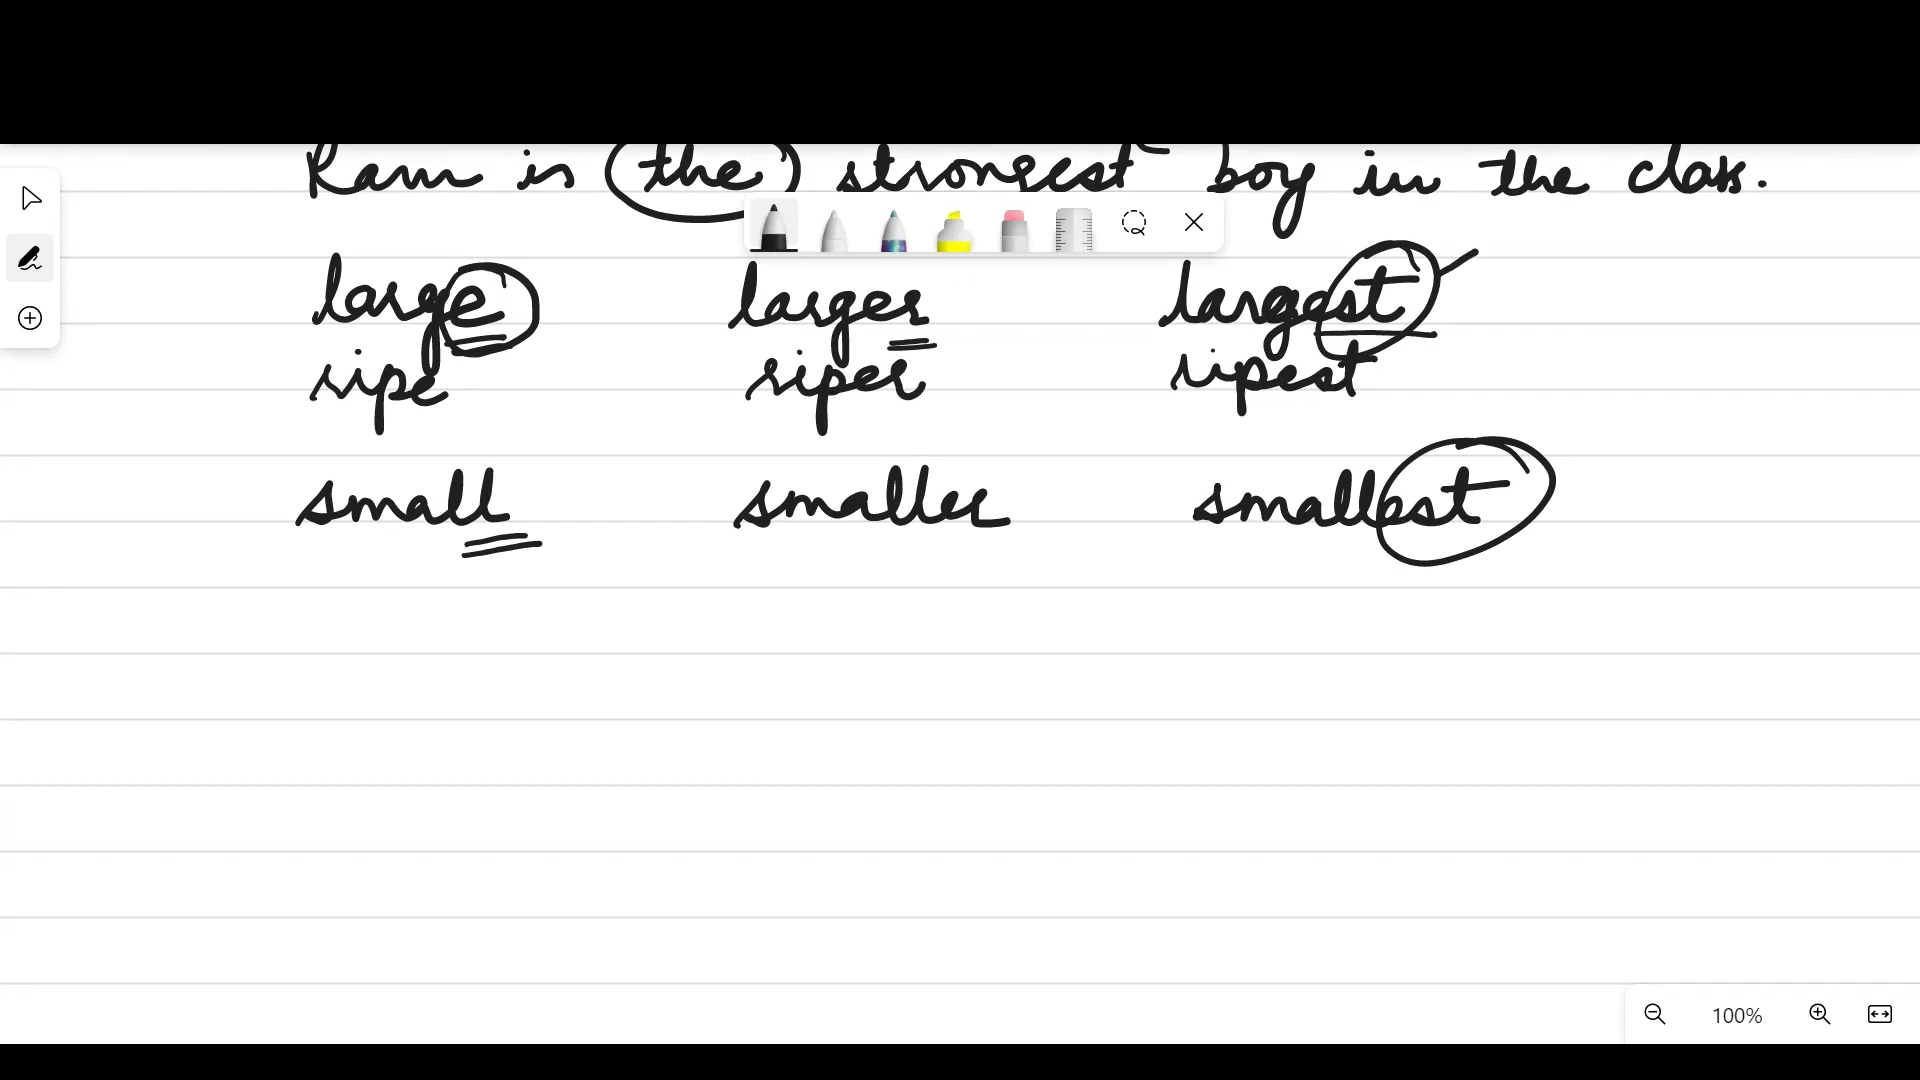 Ram is the strongest boy in the class.
large larger largest
ripe riper ripest
small smaller smallest
100%